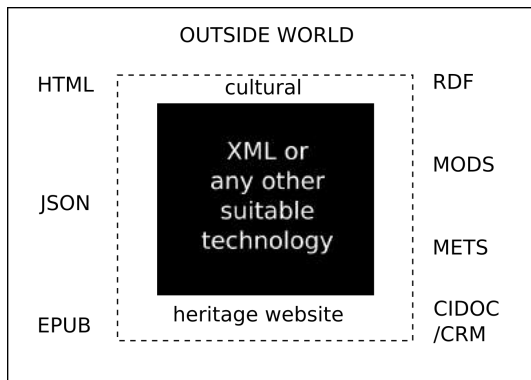 OUTSIDE WORLD
HTML
JSON
EPUB
cultural
XML or
any other
suitable
technology
heritage website
RDF
MODS
METS
CIDOC
/CRM